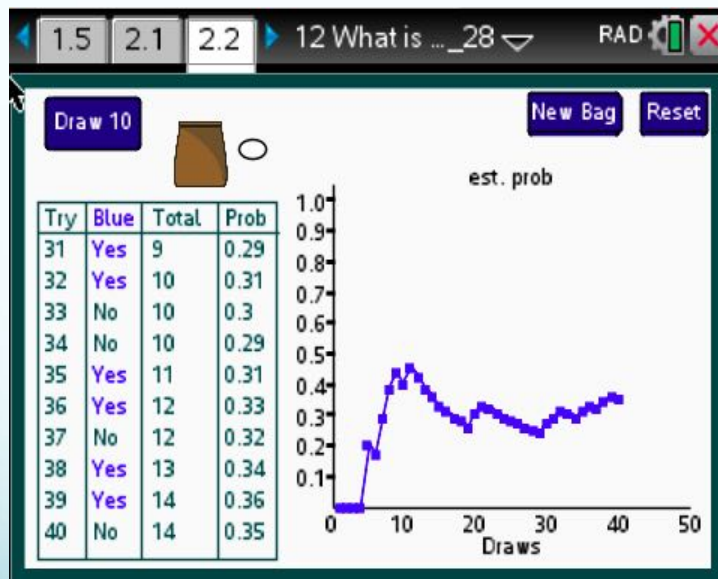 1.5 2.1 2.2 12 What is ..._28 RAD
Draw 10
New Bag Reset
est. prob
Try Blue Total Prob
31 Yes 9 0.29
32 Yes 10 0.31
33 No 10 0.3
34 No 10 0.29
35 Yes 11 0.31
36 Yes 12 0.33
37 No 12 0.32
38 Yes 13 0.34
39 Yes 14 0.36
40 No 14 0.35
1.0
0.9
0.8
0.7
0.6
0.5
0.4
0.3
0.2
0.1
0 10 20 30 40 50
Draws